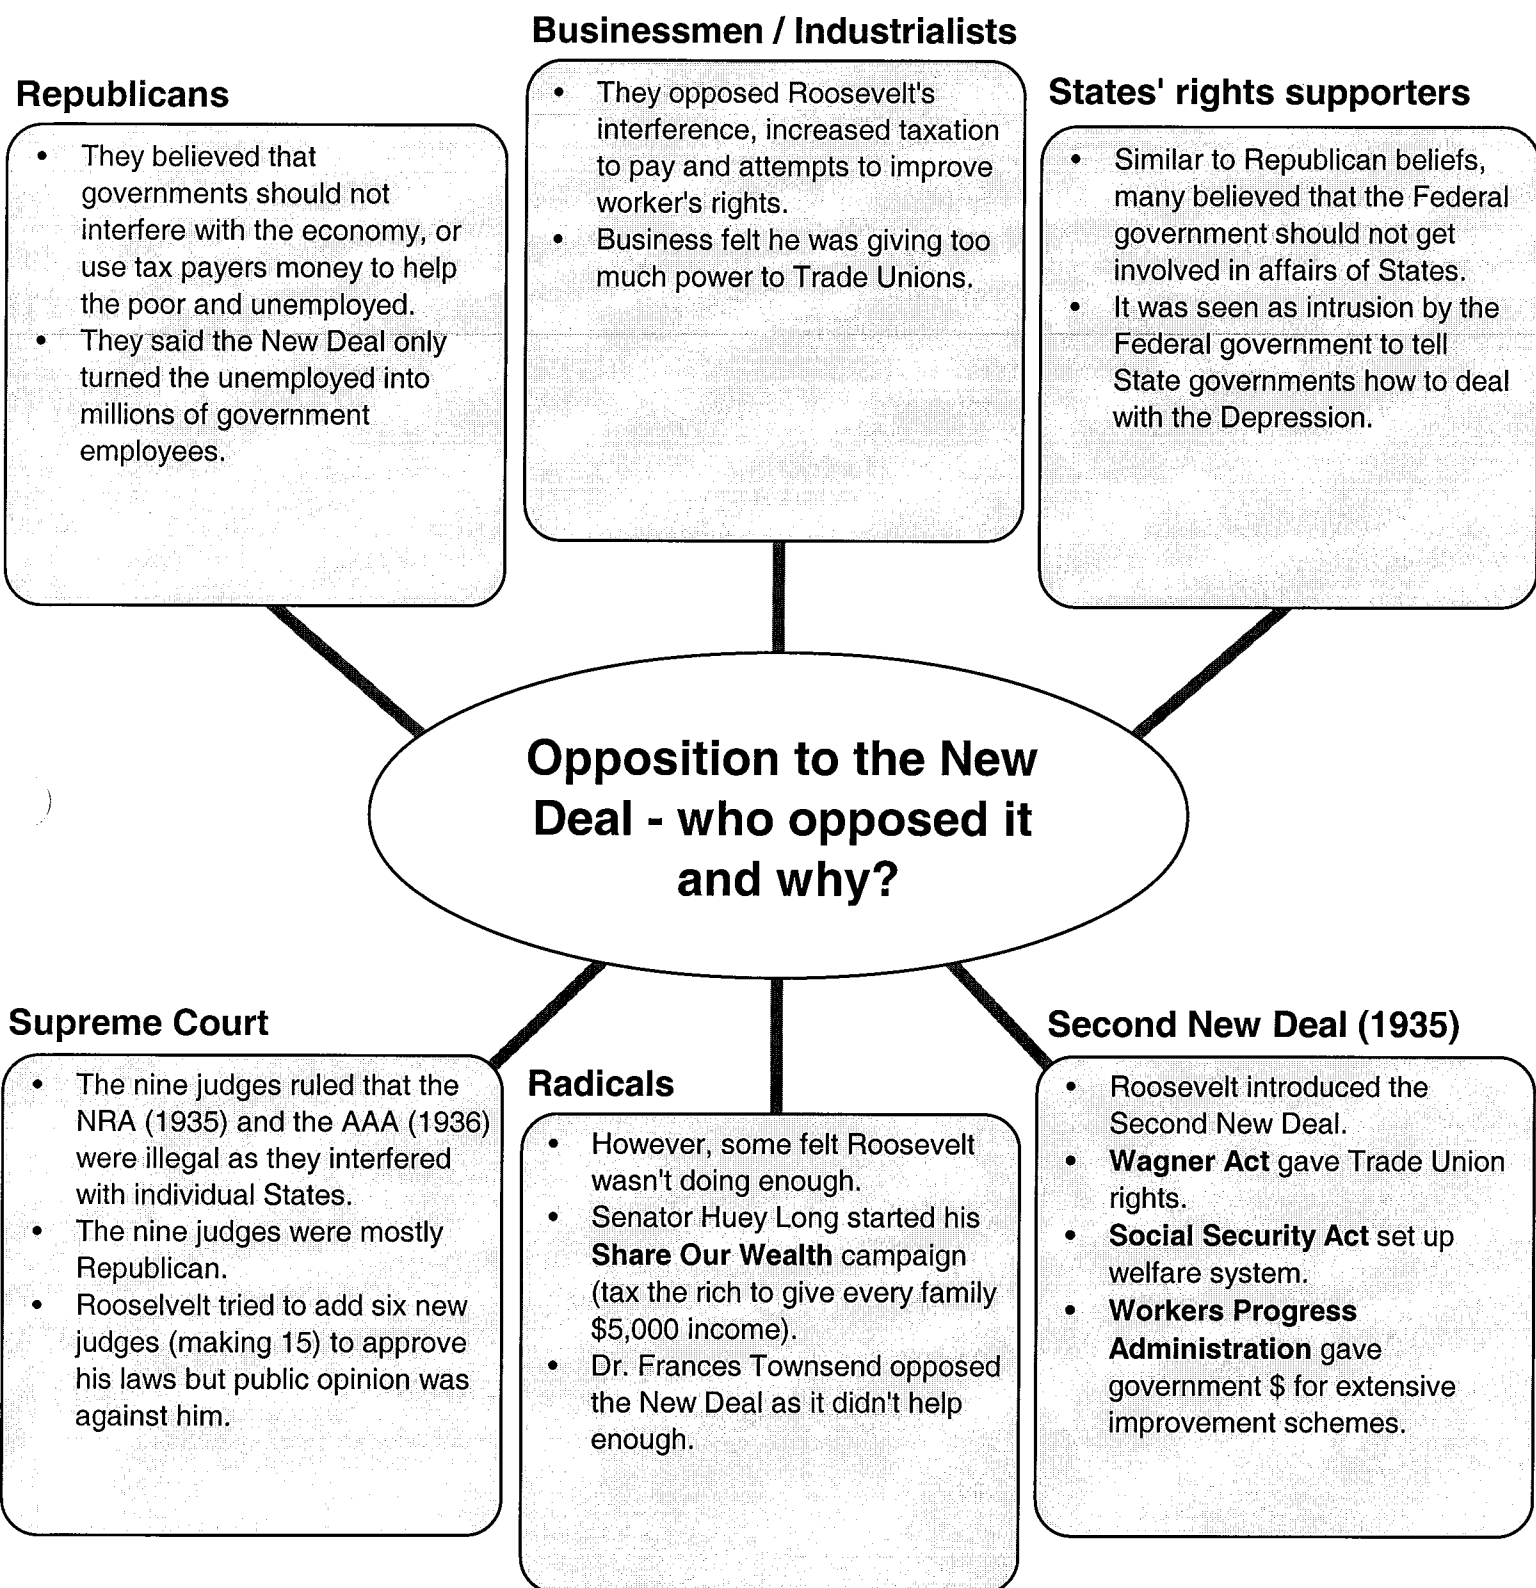 Businessmen / Industrialists
Republicans
States' rights supporters
• They believed that
governments should not
interfere with the economy, or
use tax payers money to help
the poor and unemployed.
• They said the New Deal only
turned the unemployed into
millions of government
employees.
• They opposed Roosevelt's
interference, increased taxation
to pay and attempts to improve
worker's rights.
• Business felt he was giving too
much power to Trade Unions.
• Similar to Republican beliefs,
many believed that the Federal
government should not get
involved in affairs of States.
• It was seen as intrusion by the
Federal government to tell
State governments how to deal
with the Depression.
Opposition to the New
Deal - who opposed it
and why?
Supreme Court
• The nine judges ruled that the
NRA (1935) and the AAA (1936)
were illegal as they interfered
with individual States.
• The nine judges were mostly
Republican.
• Rooselvelt tried to add six new
judges (making 15) to approve
his laws but public opinion was
against him.
Radicals
• However, some felt Roosevelt
wasn't doing enough.
• Senator Huey Long started his
Share Our Wealth campaign
(tax the rich to give every family
$5,000 income).
• Dr. Frances Townsend opposed
the New Deal as it didn't help
enough.
Second New Deal (1935)
• Roosevelt introduced the
Second New Deal.
• Wagner Act gave Trade Union
rights.
• Social Security Act set up
welfare system.
• Workers Progress
Administration gave
government $ for extensive
improvement schemes.